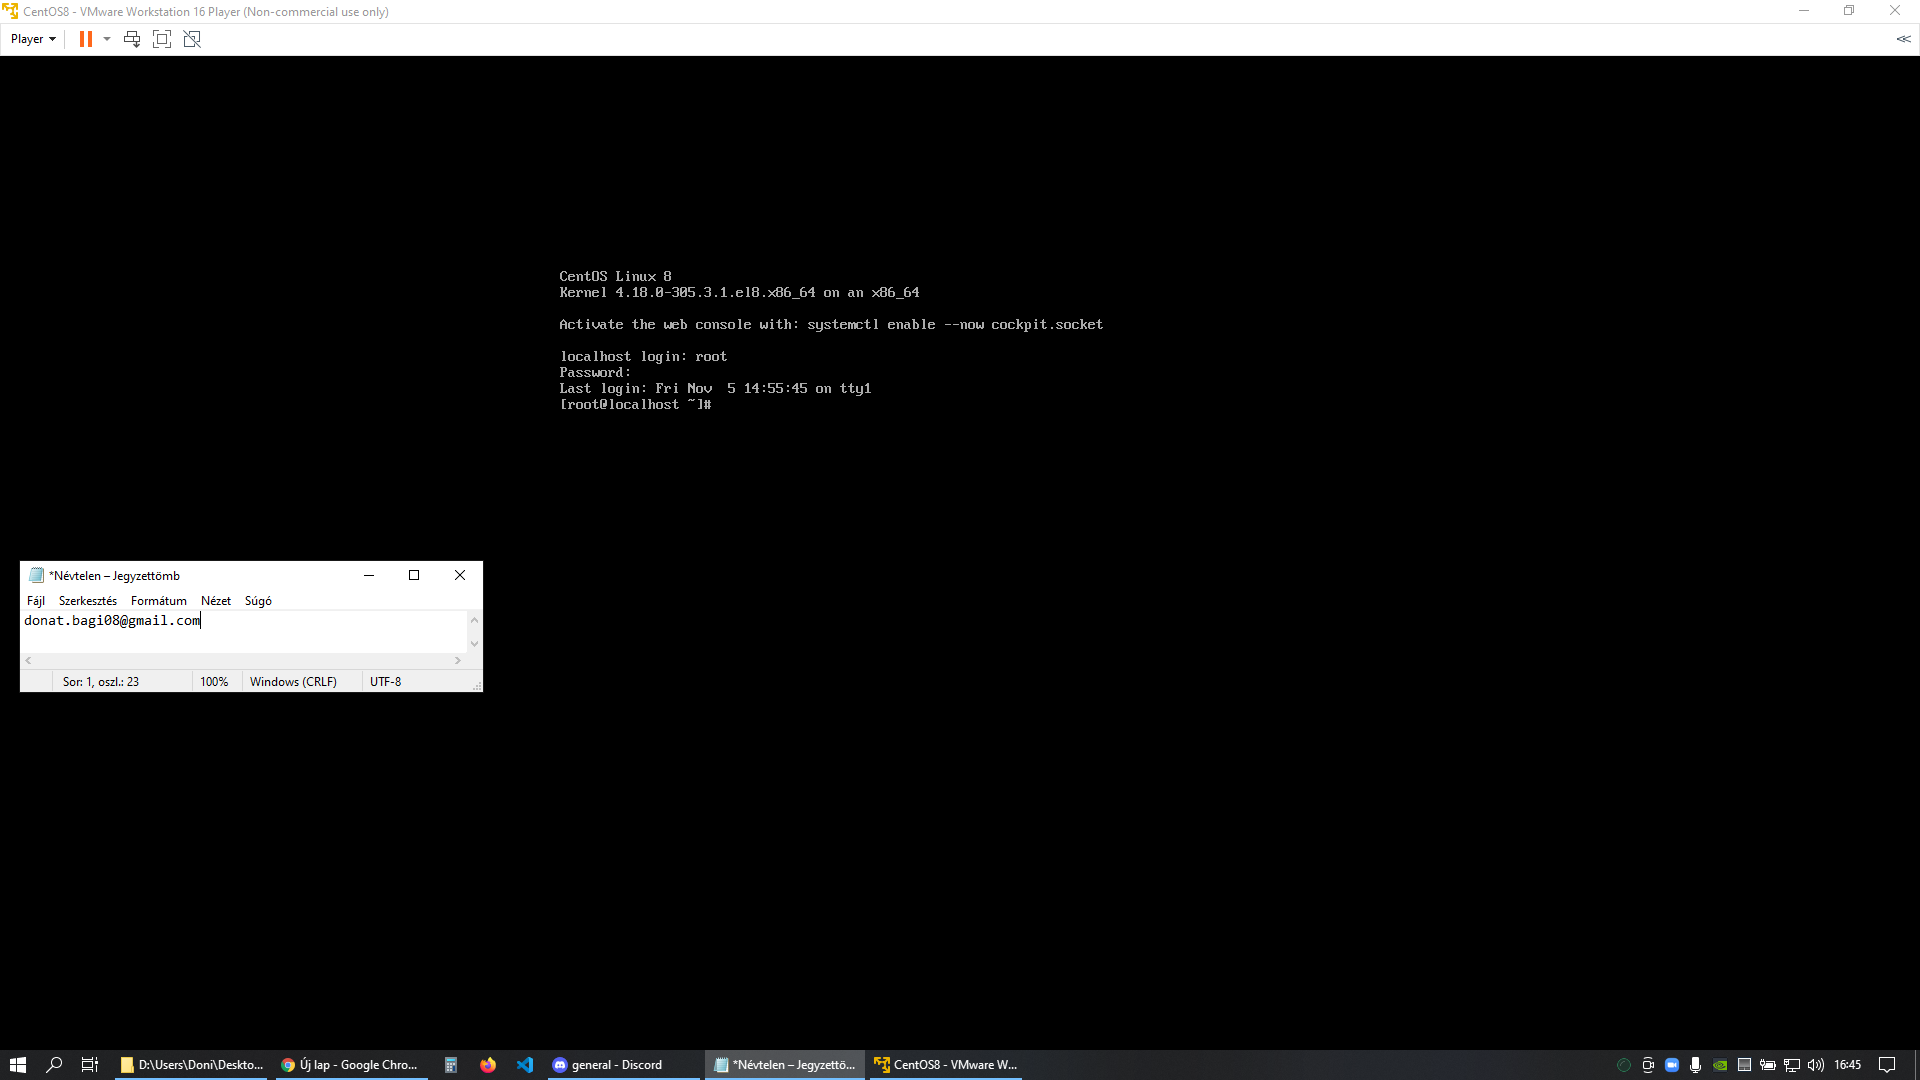 CentOS8 - VMware Workstation 16 Player (Non-commercial use only)
Player
CentOS Linux 8
Kernel 4.18.0-305.3.1.el8.x86_64 on an x86_64
Activate the web console with: systemctl enable --now cockpit.socket
localhost login: root
Password:
Last login: Fri Nov  5 14:55:45 on tty1
[root@localhost ~]#
*Névtelen – Jegyzettömb
Fájl Szerkesztés Formátum Nézet Súgó
donat.bagi08@gmail.com
Sor: 1, oszl.: 23 100% Windows (CRLF) UTF-8
D:\Users\Doni\Deskto... Új lap - Google Chro... general - Discord *Névtelen – Jegyzettö... CentOS8 - VMware W... 16:45